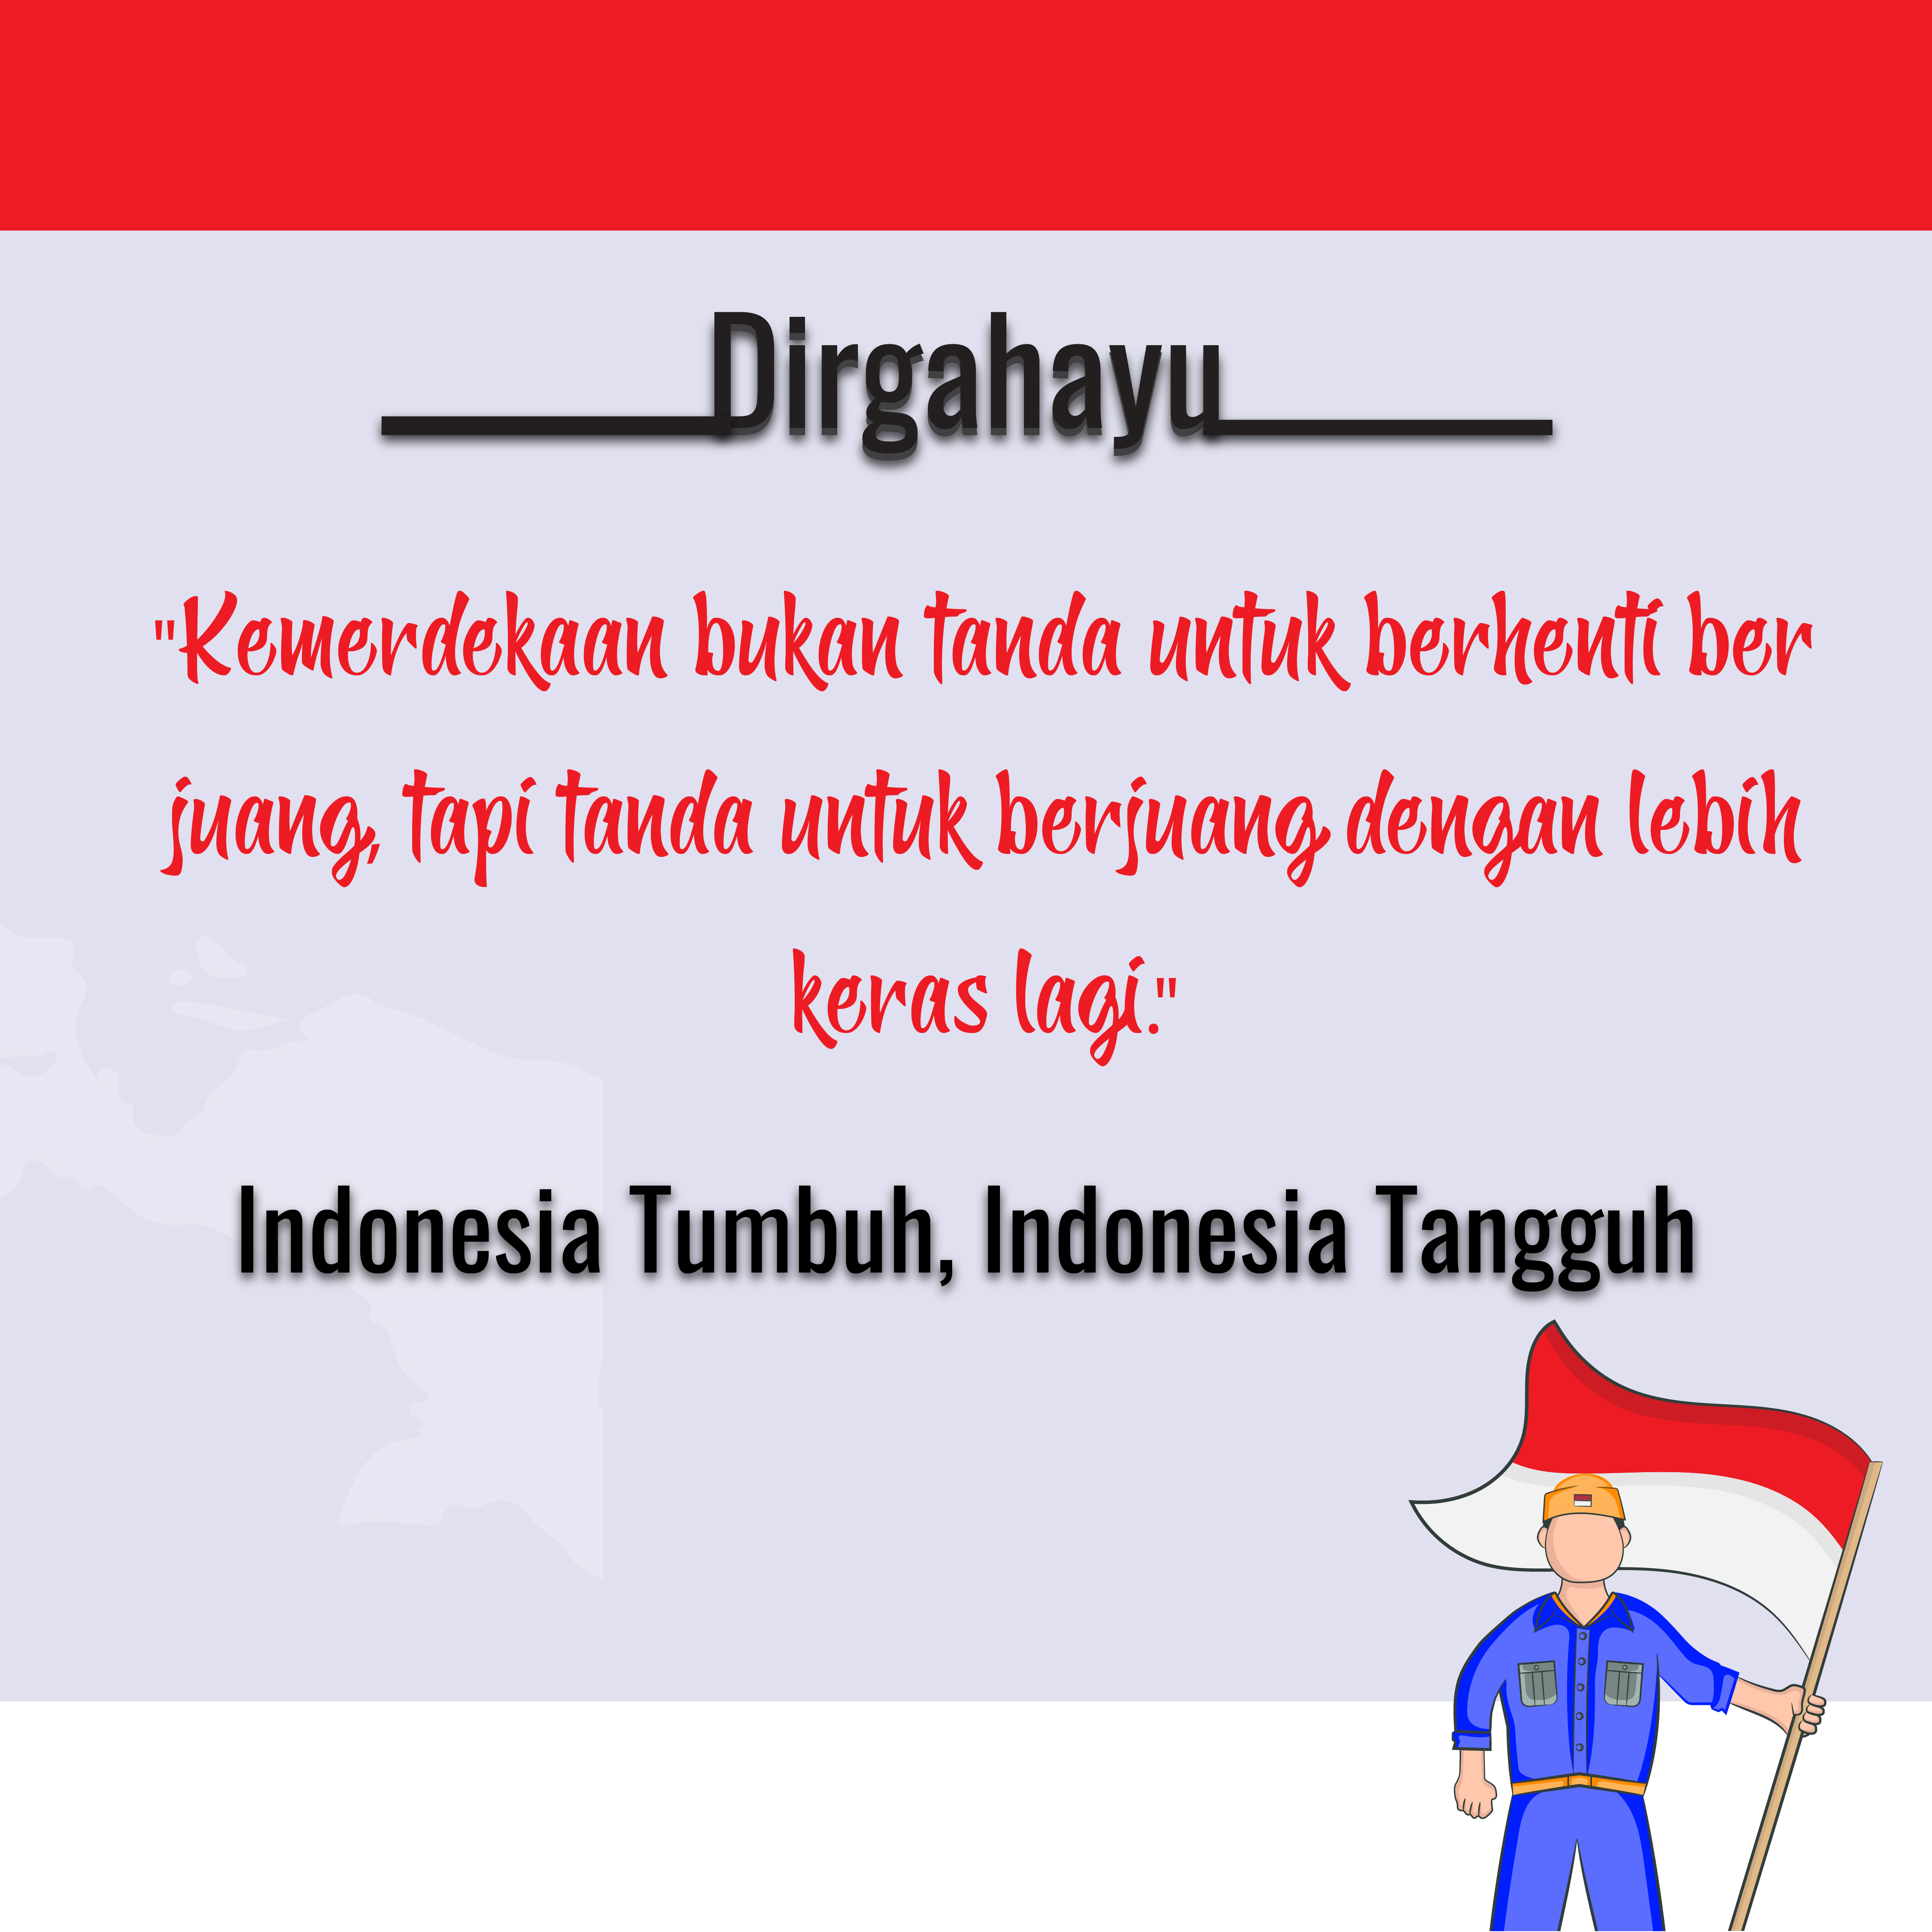 Dirgahayu
"Kemerdekaan bukan tanda untuk berhenti ber
juang, tapi tanda untuk berjuang dengan lebih
keras lagi."
Indonesia Tumbuh, Indonesia Tangguh